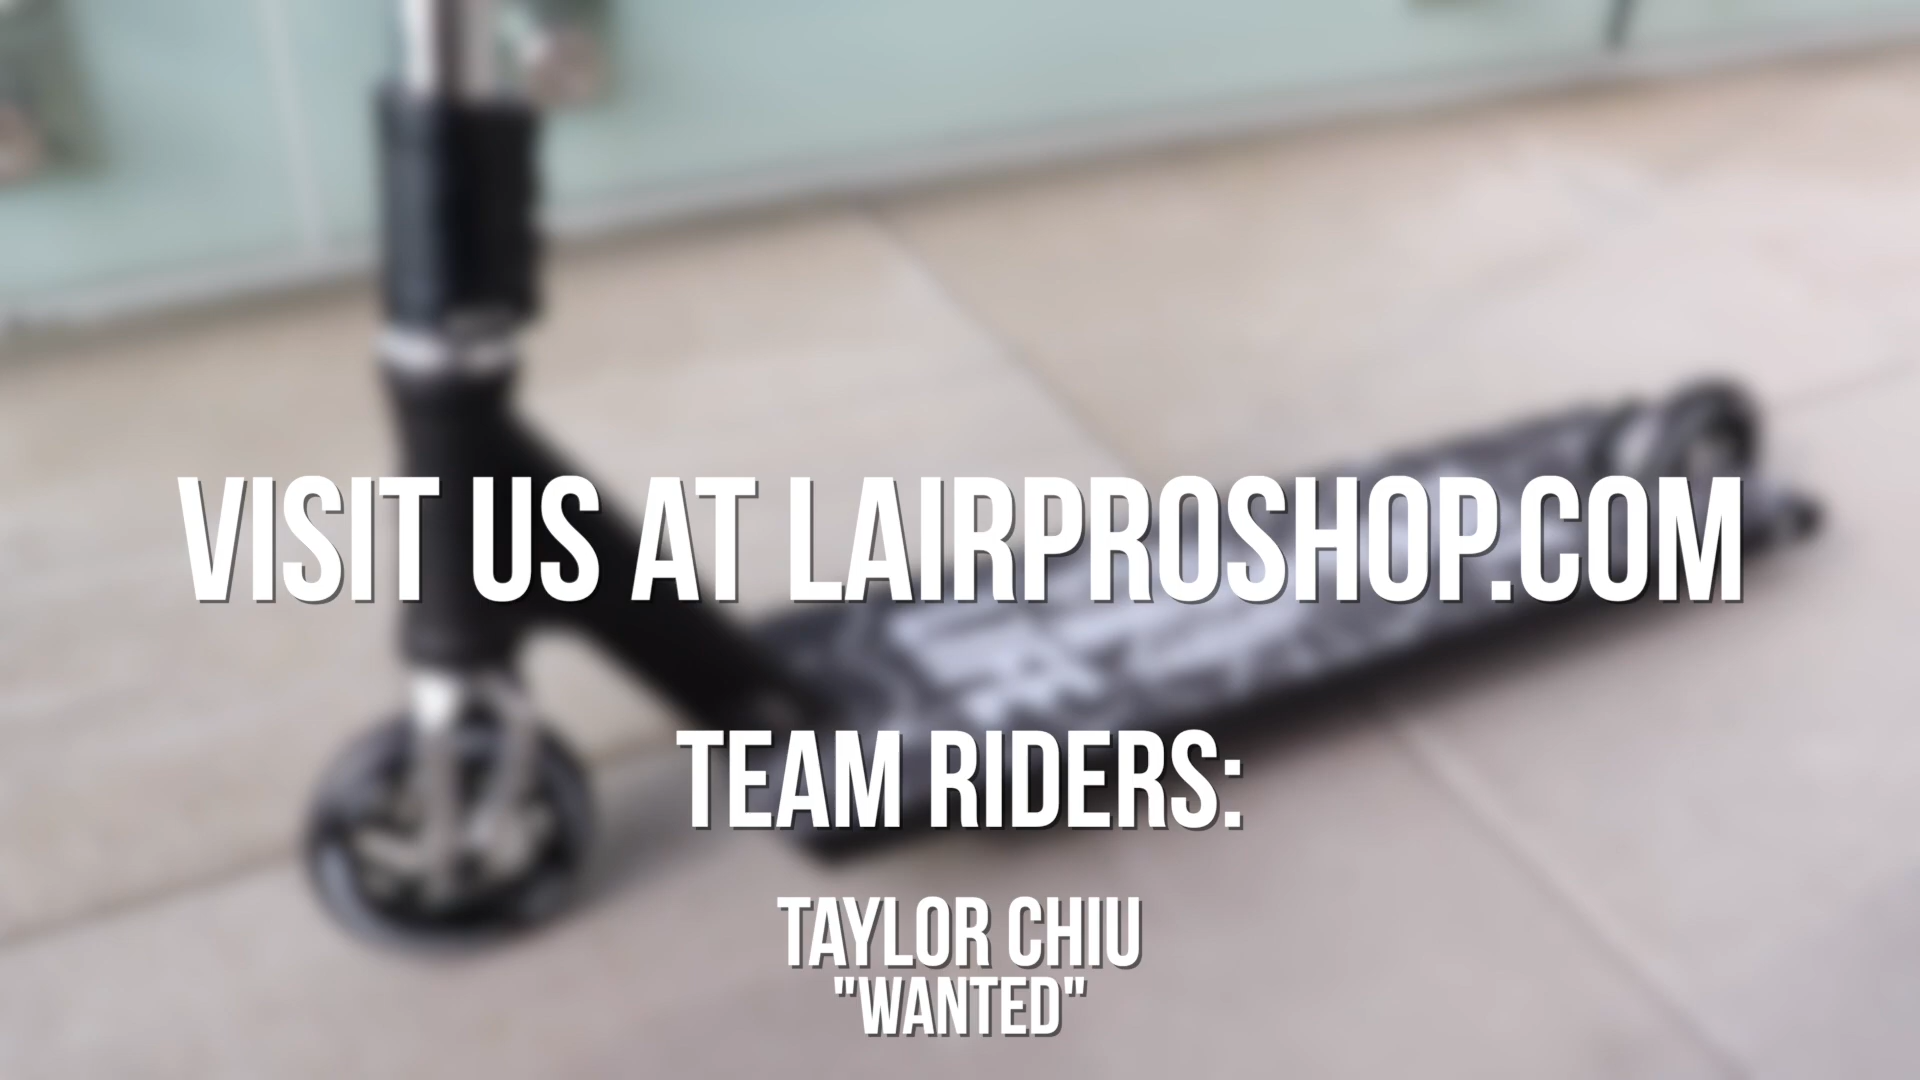 VISIT US AT LAIRPROSHOP.COM
TEAM RIDERS:
TAYLOR CHIU
"WANTED"